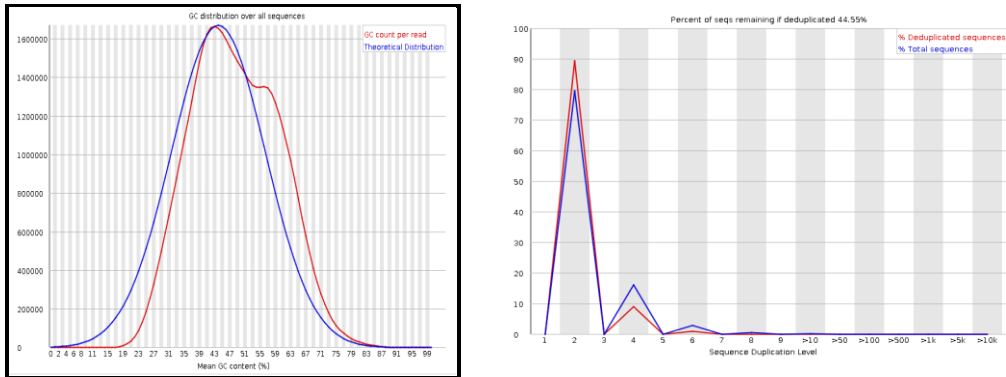 GC distribution over all sequences
GC count per read
Theoretical Distribution
1600000
1400000
1200000
1000000
800000
600000
400000
200000
0
0 2 4 6 8 11 15 19 23 27 31 35 39 43 47 51 55 59 63 67 71 75 79 83 87 91 95 99
Mean GC content (%)
Percent of seqs remaining if deduplicated 44.55%
% Deduplicated sequences
% Total sequences
100
90
80
70
60
50
40
30
20
10
0
1 2 3 4 5 6 7 8 9 >10 >50 >100 >500 >1k >5k >10k
Sequence Duplication Level